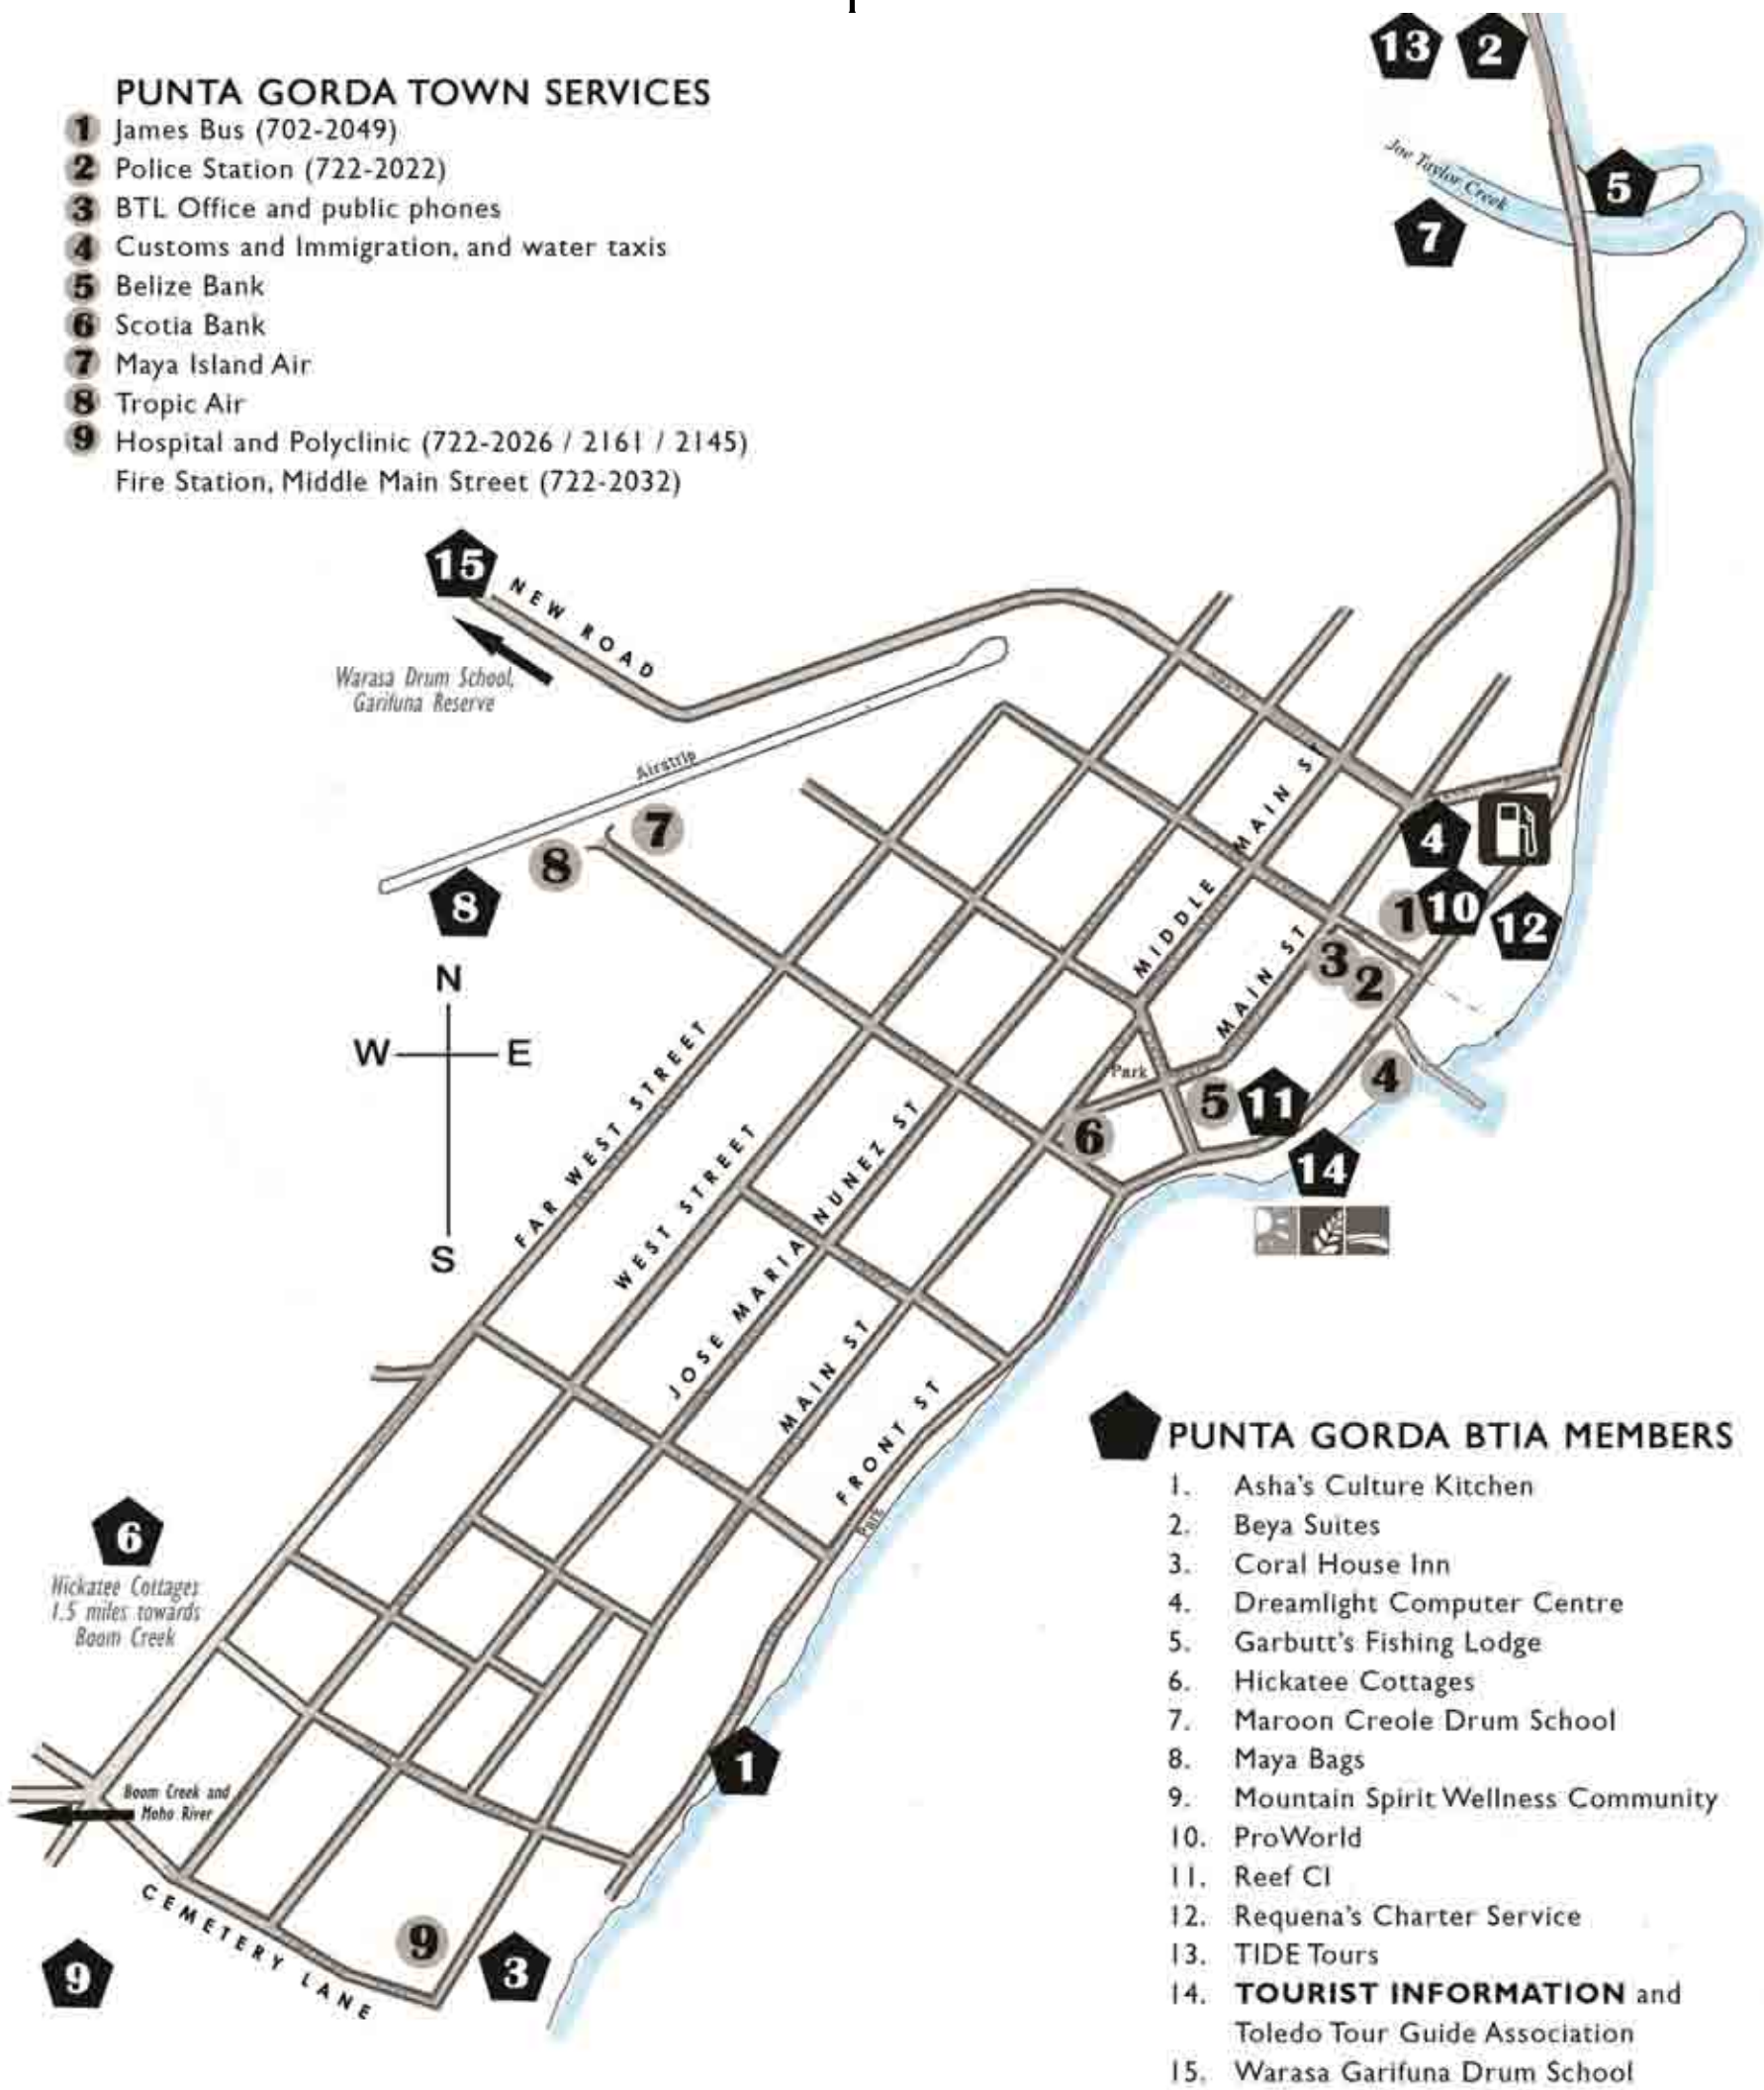 PUNTA GORDA TOWN SERVICES
1 James Bus (702-2049)
2 Police Station (722-2022)
3 BTL Office and public phones
4 Customs and Immigration, and water taxis
5 Belize Bank
6 Scotia Bank
7 Maya Island Air
8 Tropic Air
9 Hospital and Polyclinic (722-2026 / 2161 / 2145)
Fire Station, Middle Main Street (722-2032)
13
2
Joe Taylor Creek
5
7
15
NEW ROAD
Warasa Drum School,
Garifuna Reserve
Airstrip
7
8
8
MIDDLE MAIN ST
4
1
10
12
MAIN ST
3
2
N
W E
S
Park
5
11
4
6
14
FAR WEST STREET
WEST STREET
JOSE MARIA NUNEZ ST
MAIN ST
FRONT ST
Park
6
Hickatee Cottages
1.5 miles towards
Boom Creek
1
Boom Creek and
Moho River
CEMETERY LANE
9
9
3
PUNTA GORDA BTIA MEMBERS
1. Asha's Culture Kitchen
2. Beya Suites
3. Coral House Inn
4. Dreamlight Computer Centre
5. Garbutt's Fishing Lodge
6. Hickatee Cottages
7. Maroon Creole Drum School
8. Maya Bags
9. Mountain Spirit Wellness Community
10. ProWorld
11. Reef CI
12. Requena's Charter Service
13. TIDE Tours
14. TOURIST INFORMATION and
Toledo Tour Guide Association
15. Warasa Garifuna Drum School